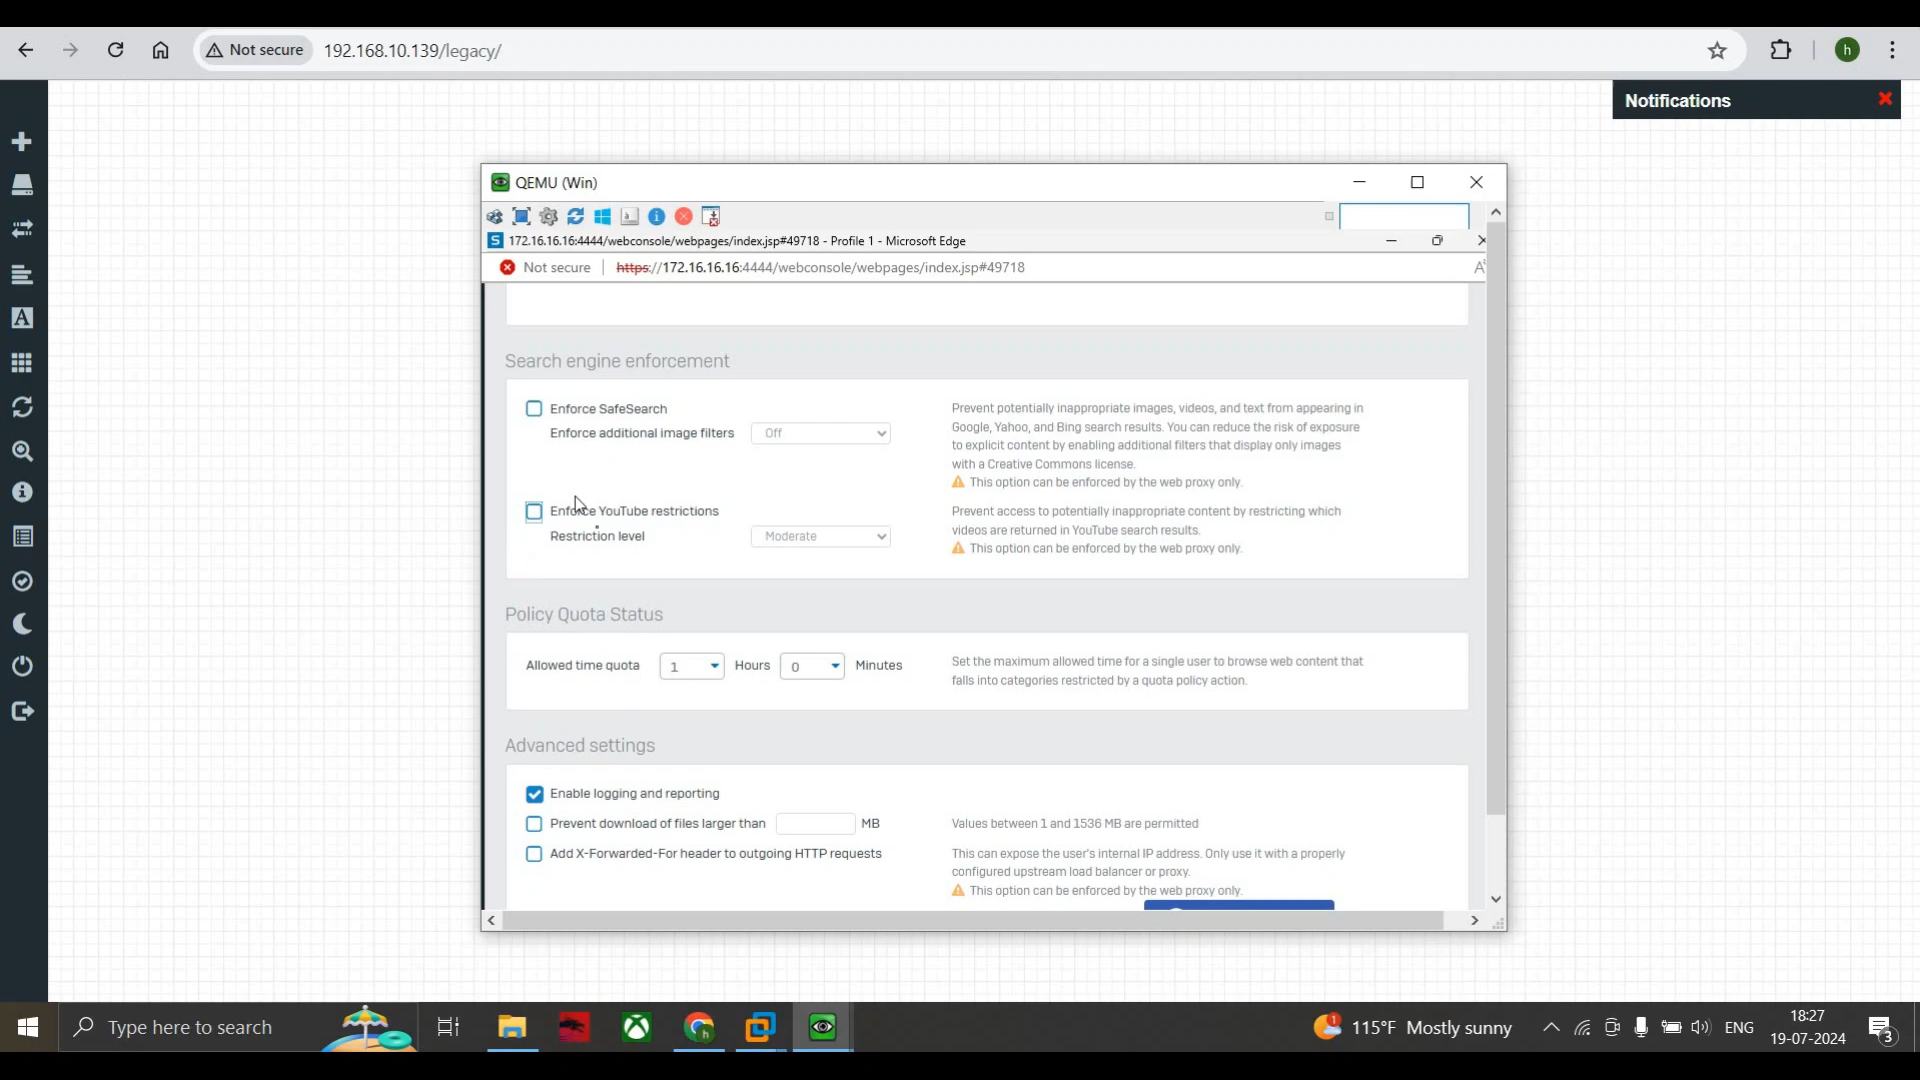 Not secure
192.168.10.139/legacy/
h
Notifications
QEMU (Win)
172.16.16.16:4444/webconsole/webpages/index.jsp#49718 - Profile 1 - Microsoft Edge
Not secure
https://172.16.16.16:4444/webconsole/webpages/index.jsp#49718
Search engine enforcement
Enforce SafeSearch
Enforce additional image filters
Off
Prevent potentially inappropriate images, videos, and text from appearing in
Google, Yahoo, and Bing search results. You can reduce the risk of exposure
to explicit content by enabling additional filters that display only images
with a Creative Commons license.
This option can be enforced by the web proxy only.
Enforce YouTube restrictions
Restriction level
Moderate
Prevent access to potentially inappropriate content by restricting which
videos are returned in YouTube search results.
This option can be enforced by the web proxy only.
Policy Quota Status
Allowed time quota
1
Hours
0
Minutes
Set the maximum allowed time for a single user to browse web content that
falls into categories restricted by a quota policy action.
Advanced settings
Enable logging and reporting
Prevent download of files larger than
MB
Values between 1 and 1536 MB are permitted
Add X-Forwarded-For header to outgoing HTTP requests
This can expose the user's internal IP address. Only use it with a properly
configured upstream load balancer or proxy.
This option can be enforced by the web proxy only.
Type here to search
1
115°F Mostly sunny
ENG
18:27
19-07-2024
3